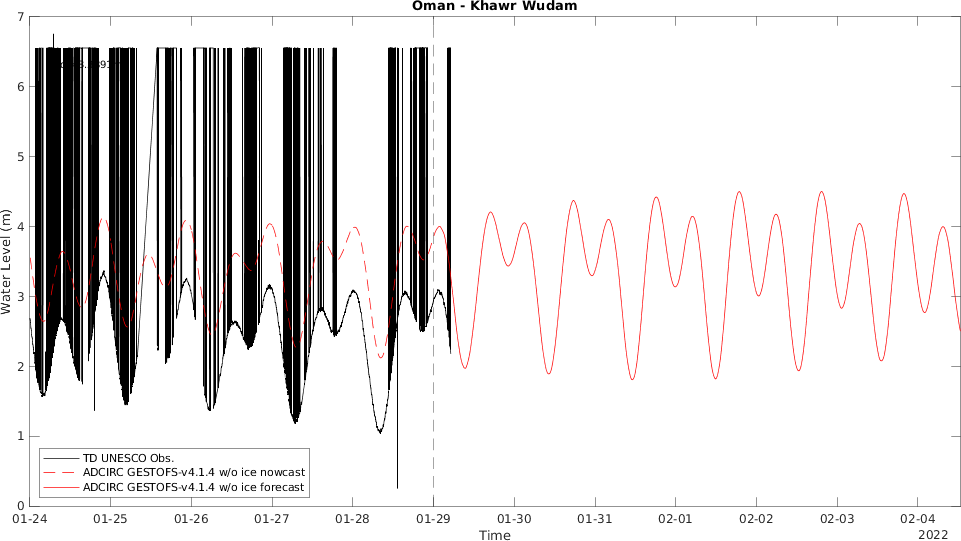 Oman - Khawr Wudam
7
6
5
4
3
2
1
0
Water Level (m)
TD UNESCO Obs.
ADCIRC GESTOFS-v4.1.4 w/o ice nowcast
ADCIRC GESTOFS-v4.1.4 w/o ice forecast
01-24 01-25 01-26 01-27 01-28 01-29 01-30 01-31 02-01 02-02 02-03 02-04
Time
2022